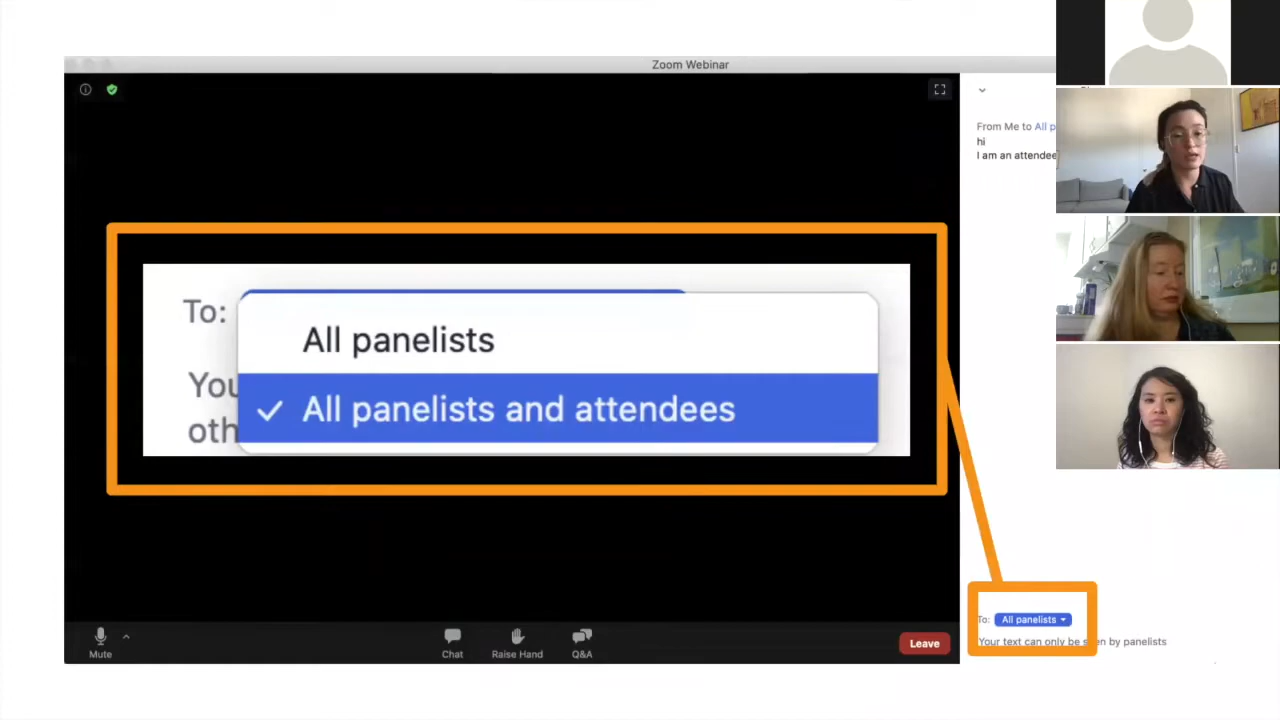 Zoom Webinar
From Me to All p
hi
I am an attendee
To:
All panelists
You
All panelists and attendees
oth
To: All panelists
Your text can only be seen by panelists
Mute
Chat
Raise Hand
Q&A
Leave